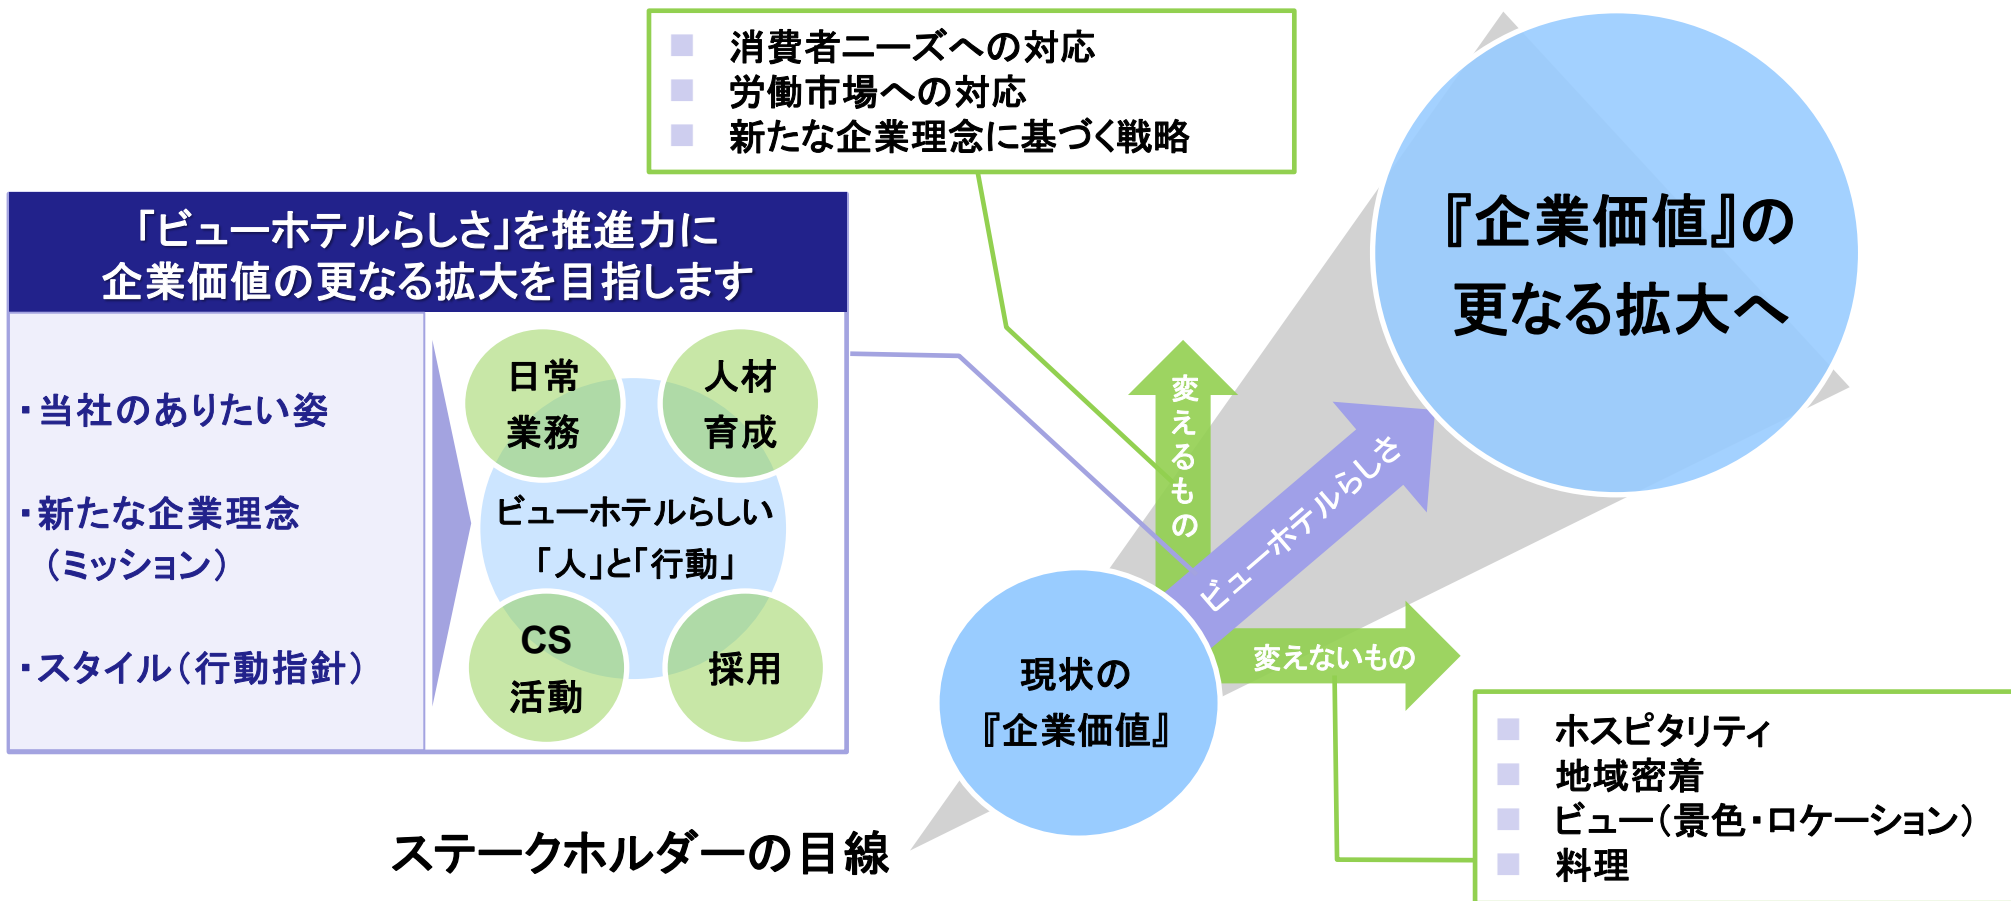 消費者ニーズへの対応
労働市場への対応
新たな企業理念に基づく戦略
『企業価値』の
更なる拡大へ
「ビューホテルらしさ」を推進力に
企業価値の更なる拡大を目指します
・当社のありたい姿
・新たな企業理念
（ミッション）
・スタイル（行動指針）
日常
業務
人材
育成
ビューホテルらしい
「人」と「行動」
CS
活動
採用
変えるもの
ビューホテルらしさ
変えないもの
現状の
『企業価値』
ホスピタリティ
地域密着
ビュー（景色・ロケーション）
料理
ステークホルダーの目線